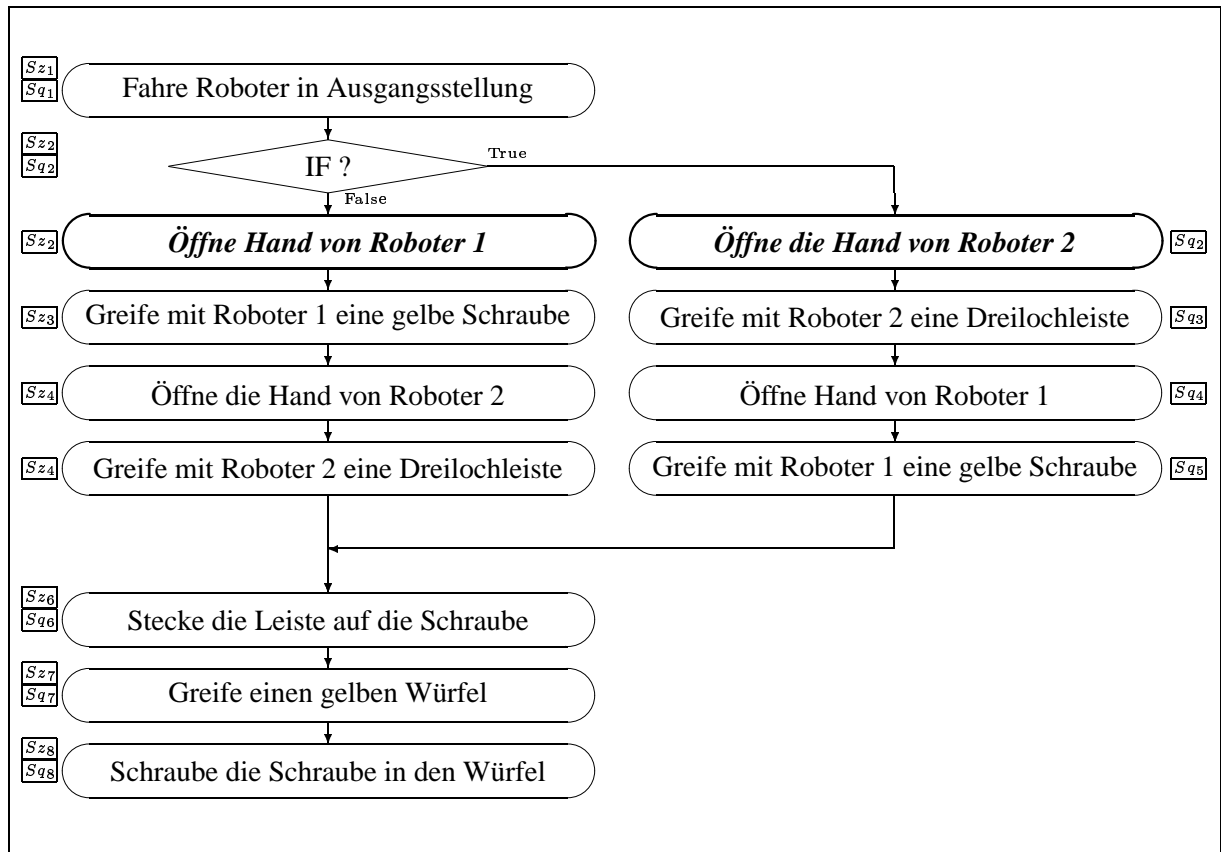 Sz1
Sq1
Fahre Roboter in Ausgangsstellung
Sz2
Sq2
IF ?
True
False
Sz2
Öffne Hand von Roboter 1
Öffne die Hand von Roboter 2
Sq2
Sz3
Greife mit Roboter 1 eine gelbe Schraube
Greife mit Roboter 2 eine Dreilochleiste
Sq3
Sz4
Öffne die Hand von Roboter 2
Öffne Hand von Roboter 1
Sq4
Sz4
Greife mit Roboter 2 eine Dreilochleiste
Greife mit Roboter 1 eine gelbe Schraube
Sq5
Sz6
Sq6
Stecke die Leiste auf die Schraube
Sz7
Sq7
Greife einen gelben Würfel
Sz8
Sq8
Schraube die Schraube in den Würfel